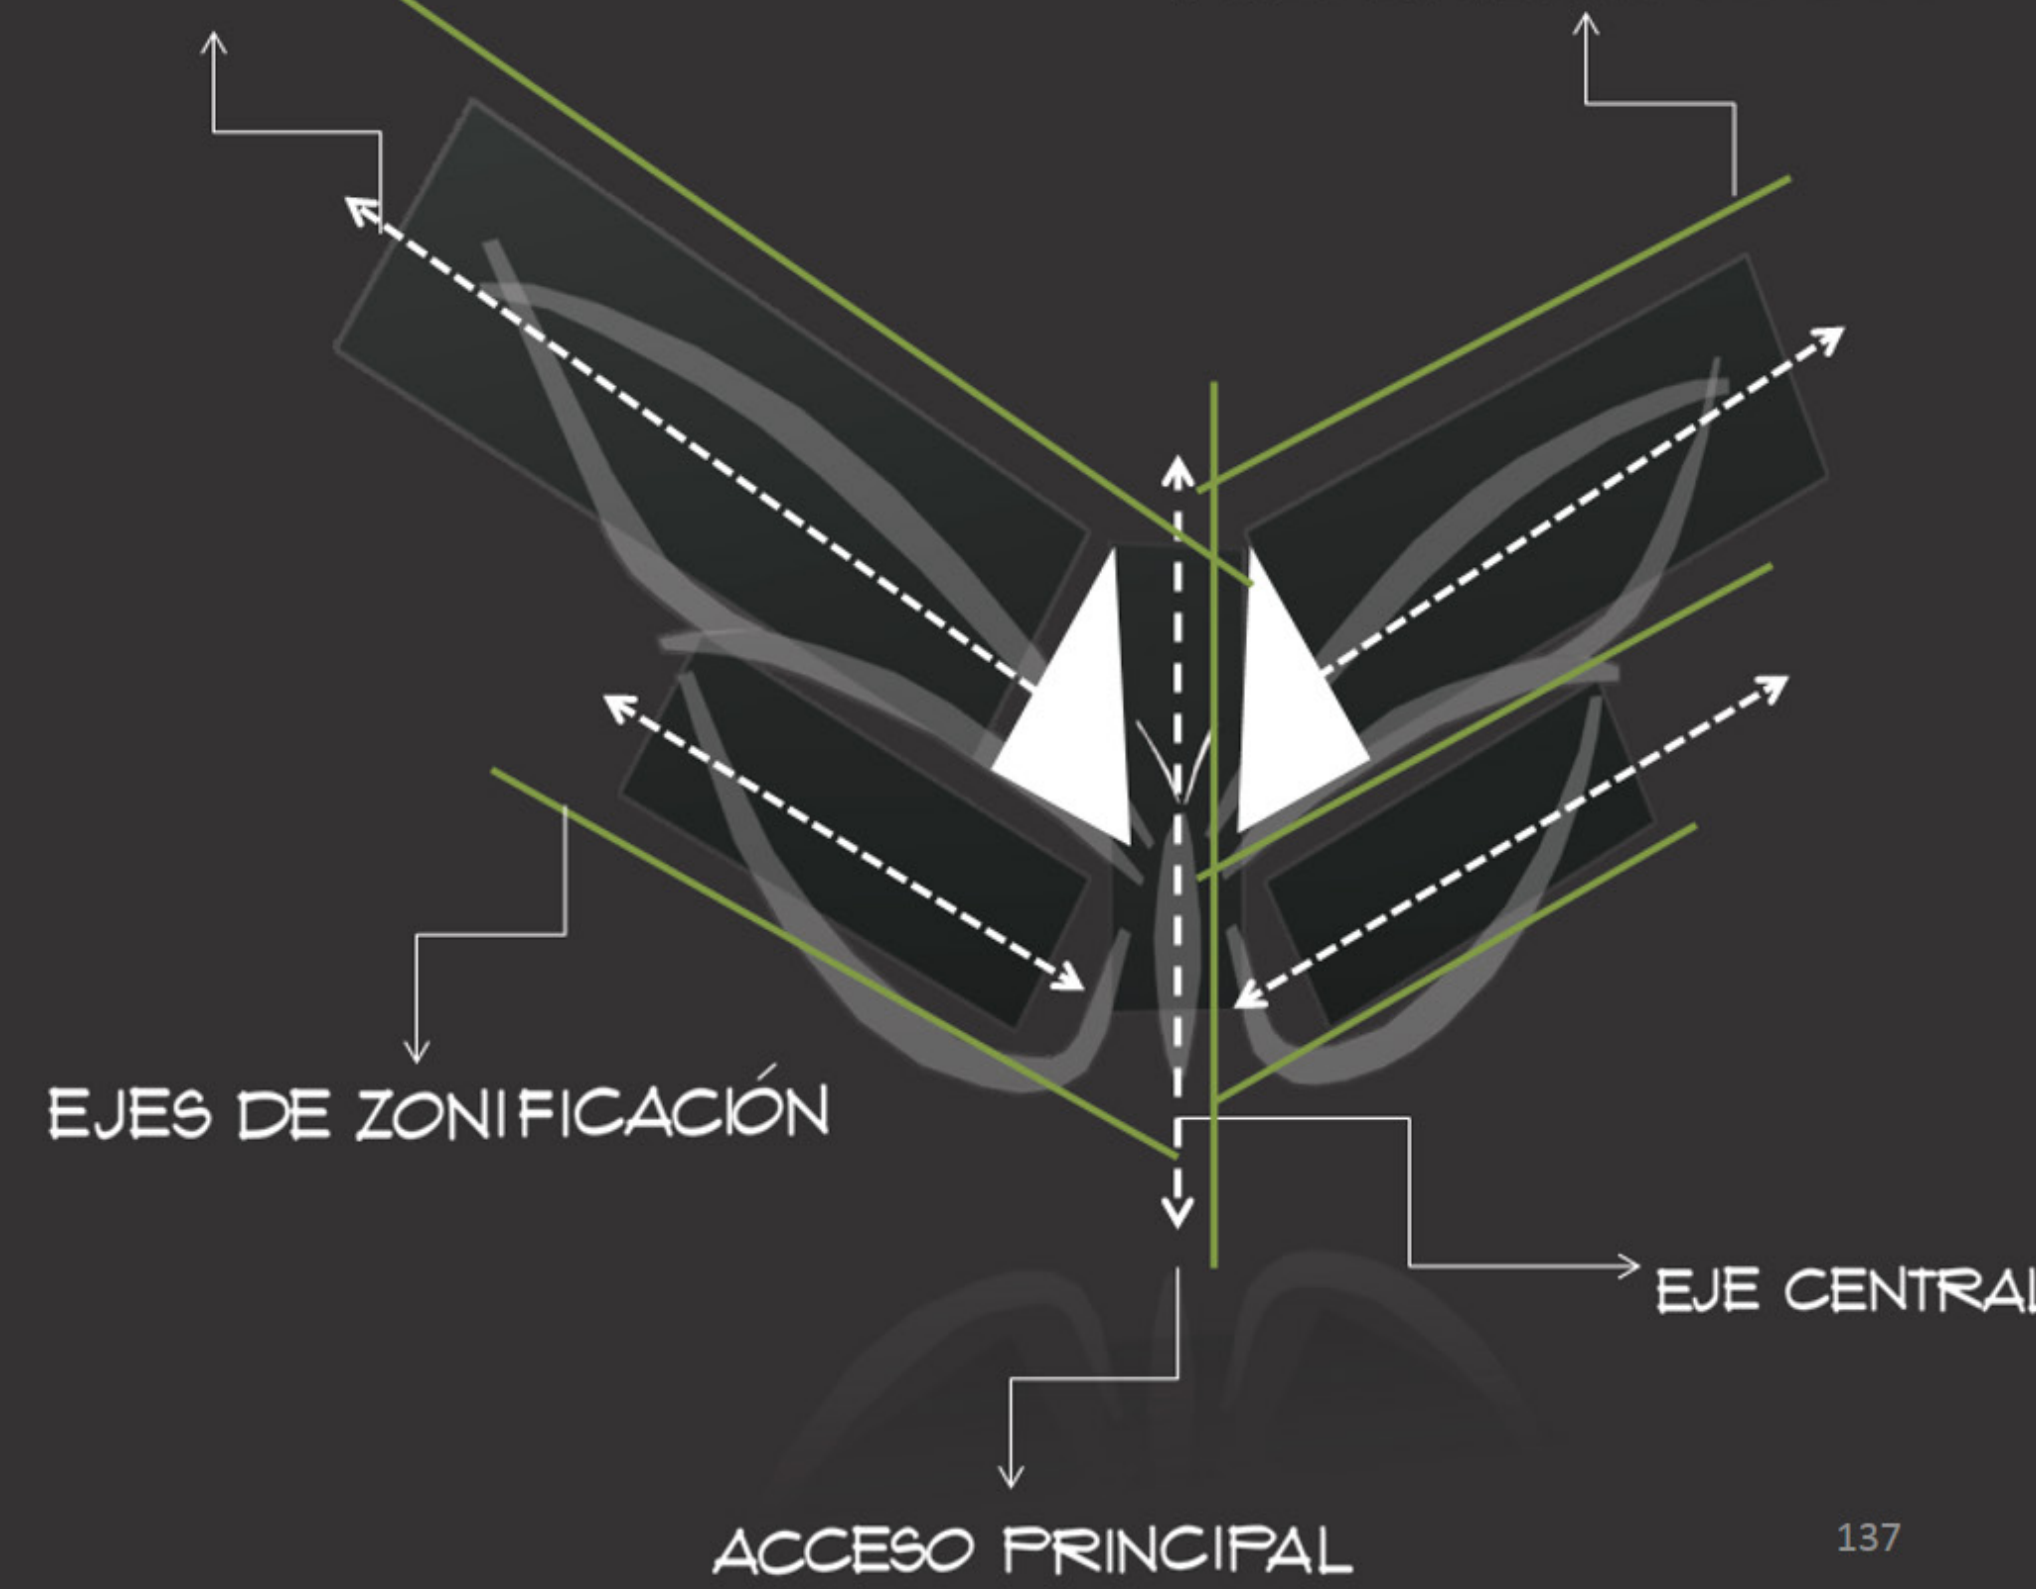 EJES DE ZONIFICACIÓN
EJE CENTRAL
ACCESO PRINCIPAL
137